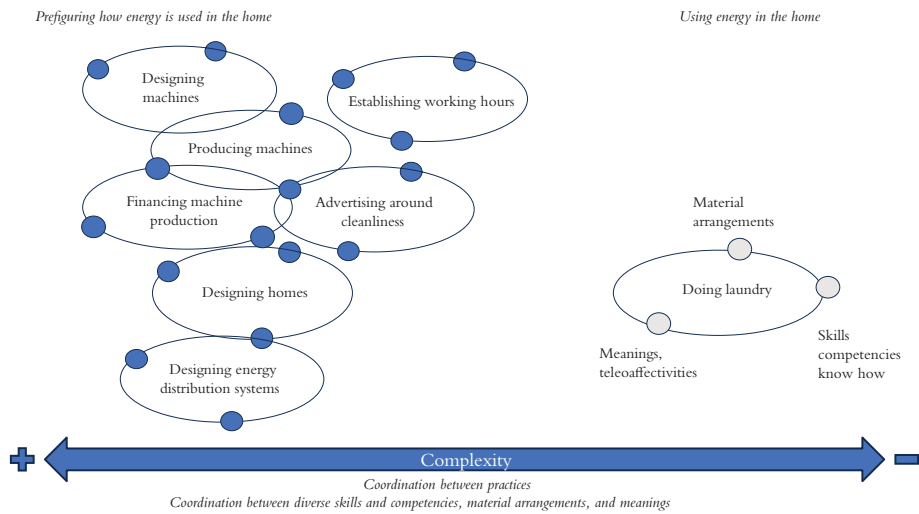 Prefiguring how energy is used in the home
Using energy in the home
Designing
machines
Establishing working hours
Producing machines
Financing machine
production
Advertising around
cleanliness
Designing homes
Designing energy
distribution systems
Material
arrangements
Doing laundry
Meanings,
teleoaffectivities
Skills
competencies
know how
Complexity
Coordination between practices
Coordination between diverse skills and competencies, material arrangements, and meanings